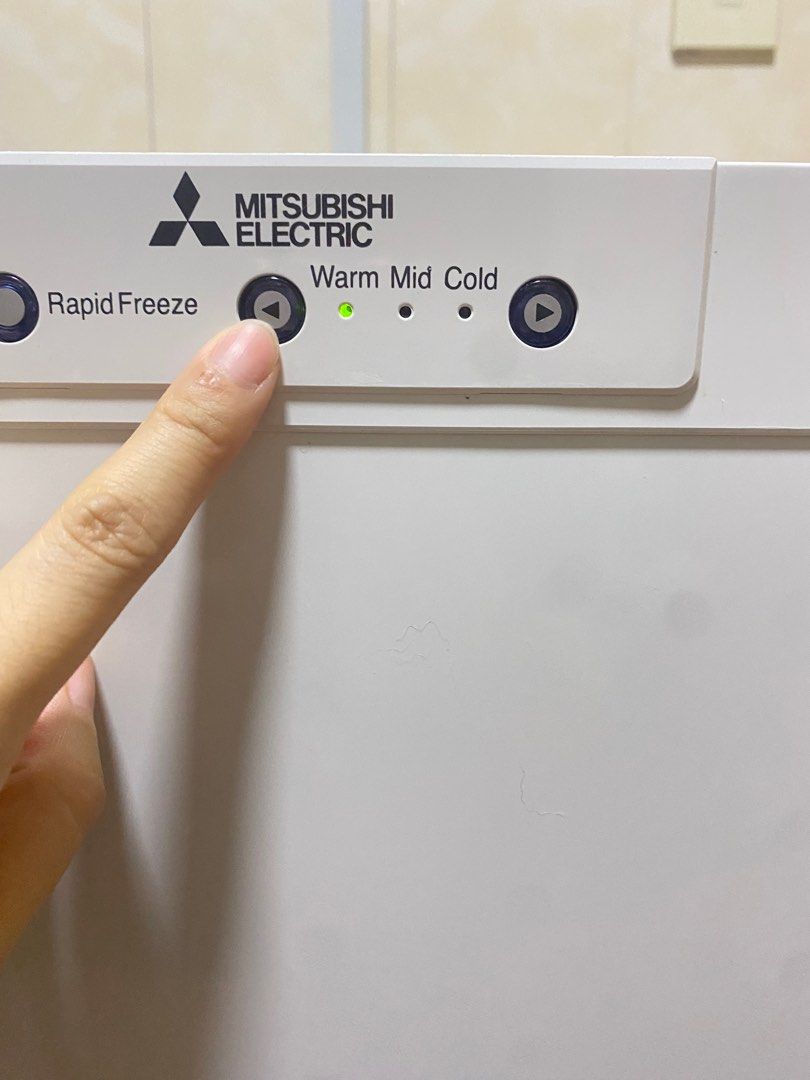 MITSUBISHI
ELECTRIC
Warm Mid Cold
Rapid Freeze